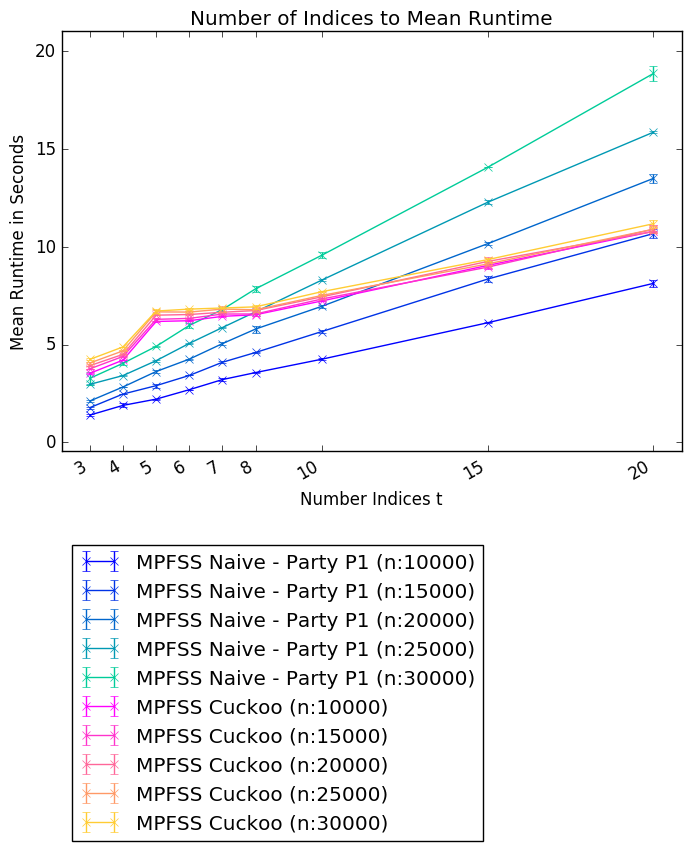 Number of Indices to Mean Runtime
Mean Runtime in Seconds
20
15
10
5
0
3 4 5 6 7 8 10 15 20
Number Indices t
MPFSS Naive - Party P1 (n:10000)
MPFSS Naive - Party P1 (n:15000)
MPFSS Naive - Party P1 (n:20000)
MPFSS Naive - Party P1 (n:25000)
MPFSS Naive - Party P1 (n:30000)
MPFSS Cuckoo (n:10000)
MPFSS Cuckoo (n:15000)
MPFSS Cuckoo (n:20000)
MPFSS Cuckoo (n:25000)
MPFSS Cuckoo (n:30000)